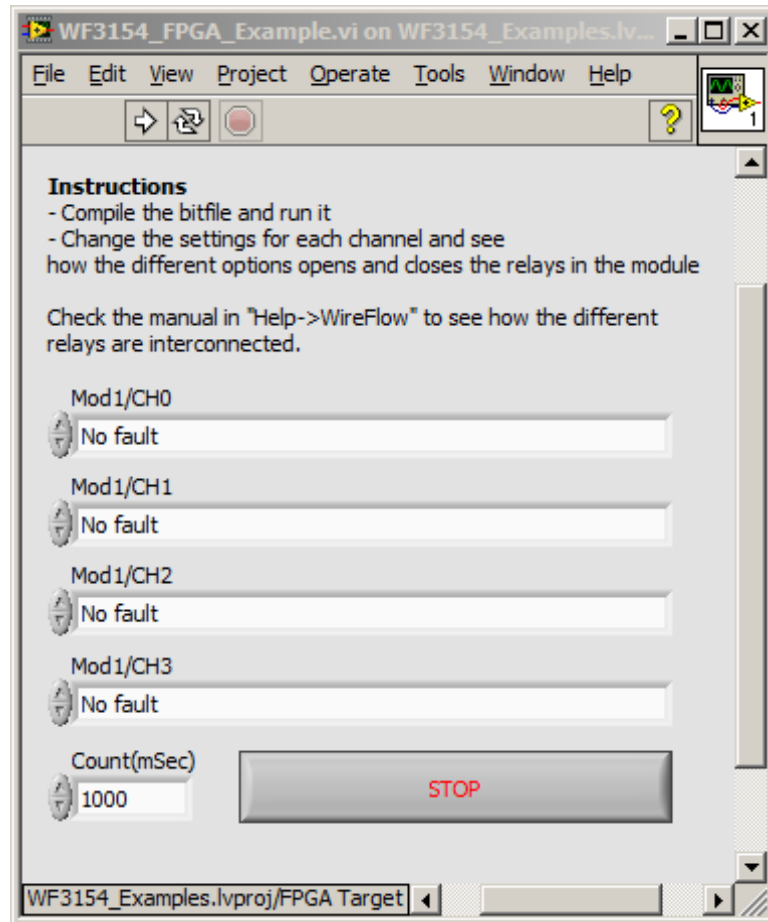 WF3154_FPGA_Example.vi on WF3154_Examples.lv...
File Edit View Project Operate Tools Window Help
?
1
Instructions
- Compile the bitfile and run it
- Change the settings for each channel and see
how the different options opens and closes the relays in the module
Check the manual in "Help->WireFlow" to see how the different
relays are interconnected.
Mod1/CH0
No fault
Mod1/CH1
No fault
Mod1/CH2
No fault
Mod1/CH3
No fault
Count(mSec)
1000
STOP
WF3154_Examples.lvproj/FPGA Target